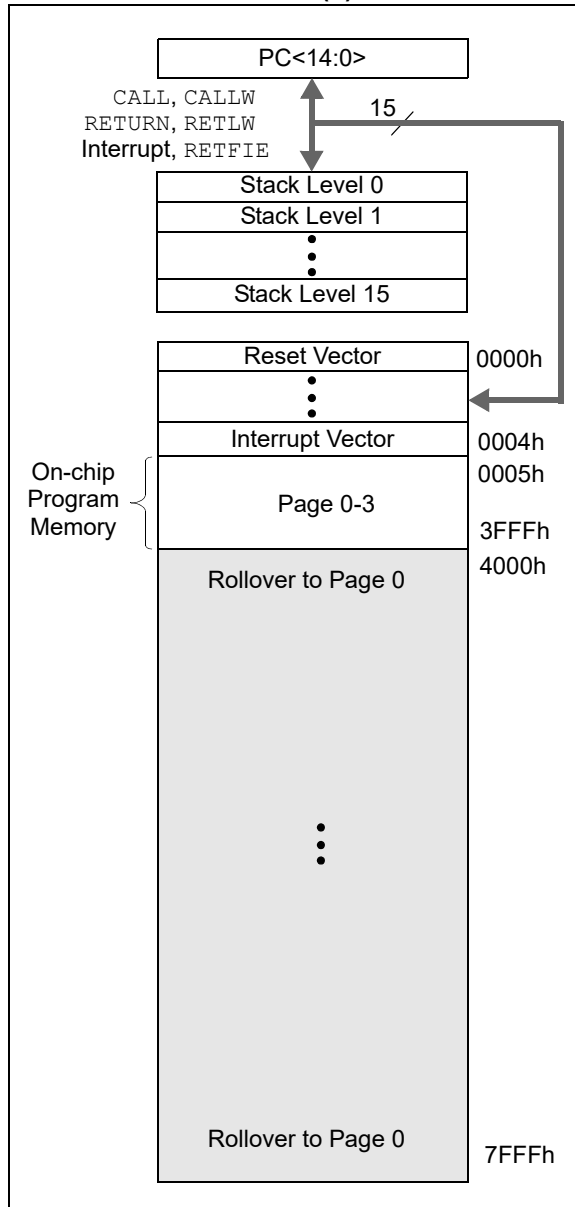 PC<14:0>
CALL, CALLW
15
RETURN, RETLW
Interrupt, RETFIE
Stack Level 0
Stack Level 1
Stack Level 15
Reset Vector
0000h
Interrupt Vector
0004h
On-chip
Program
Memory
0005h
Page 0-3
3FFFh
4000h
Rollover to Page 0
Rollover to Page 0
7FFFh